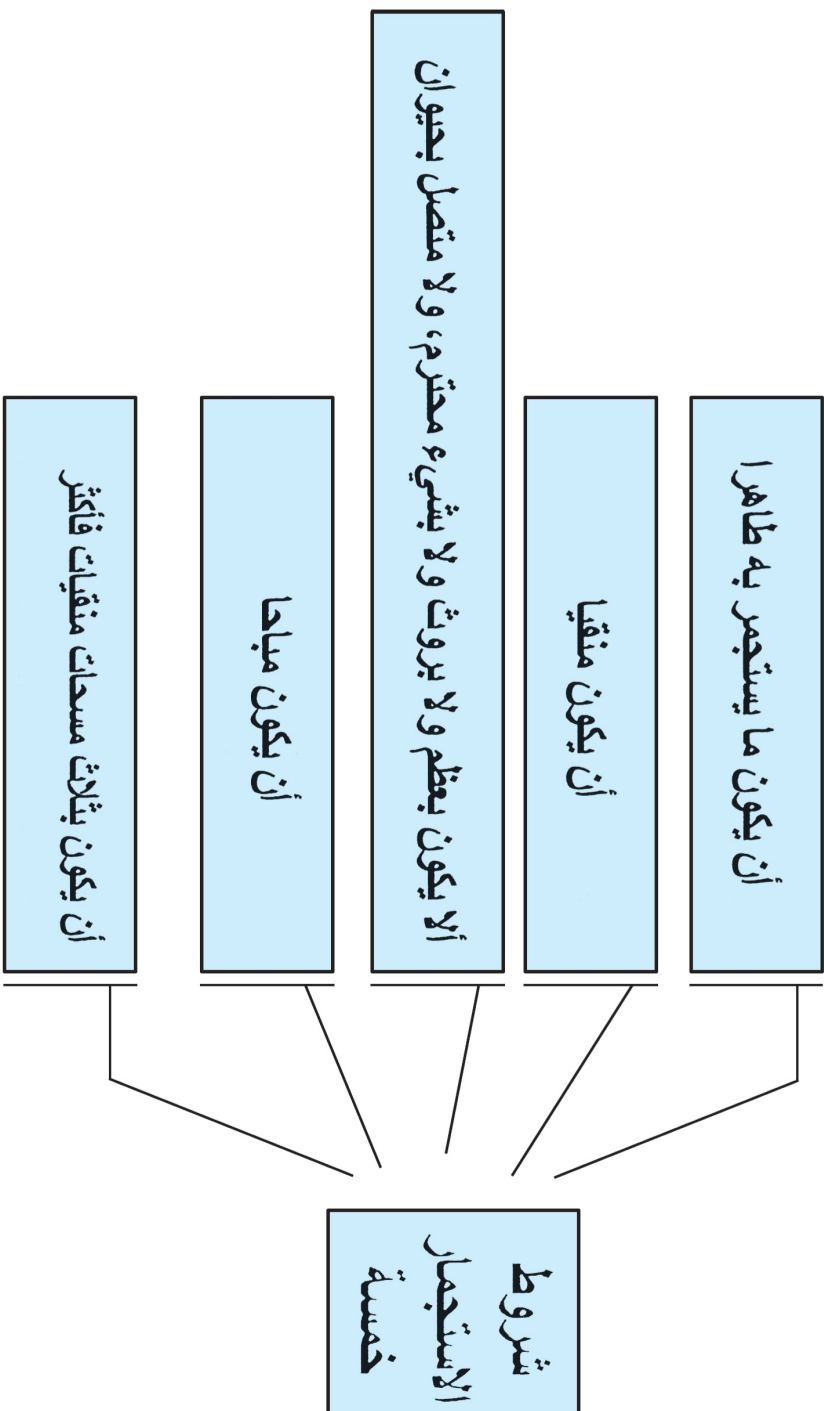 شروط
الاستجمار
خمسة
أن يكون ما يستجمر به طاهرا
أن يكون منقيا
ألا يكون بعظم ولا بروث ولا بشيء محترم، ولا متصل بحيوان
أن يكون مباحا
أن يكون بثلاث مسحات منقيات فأكثر